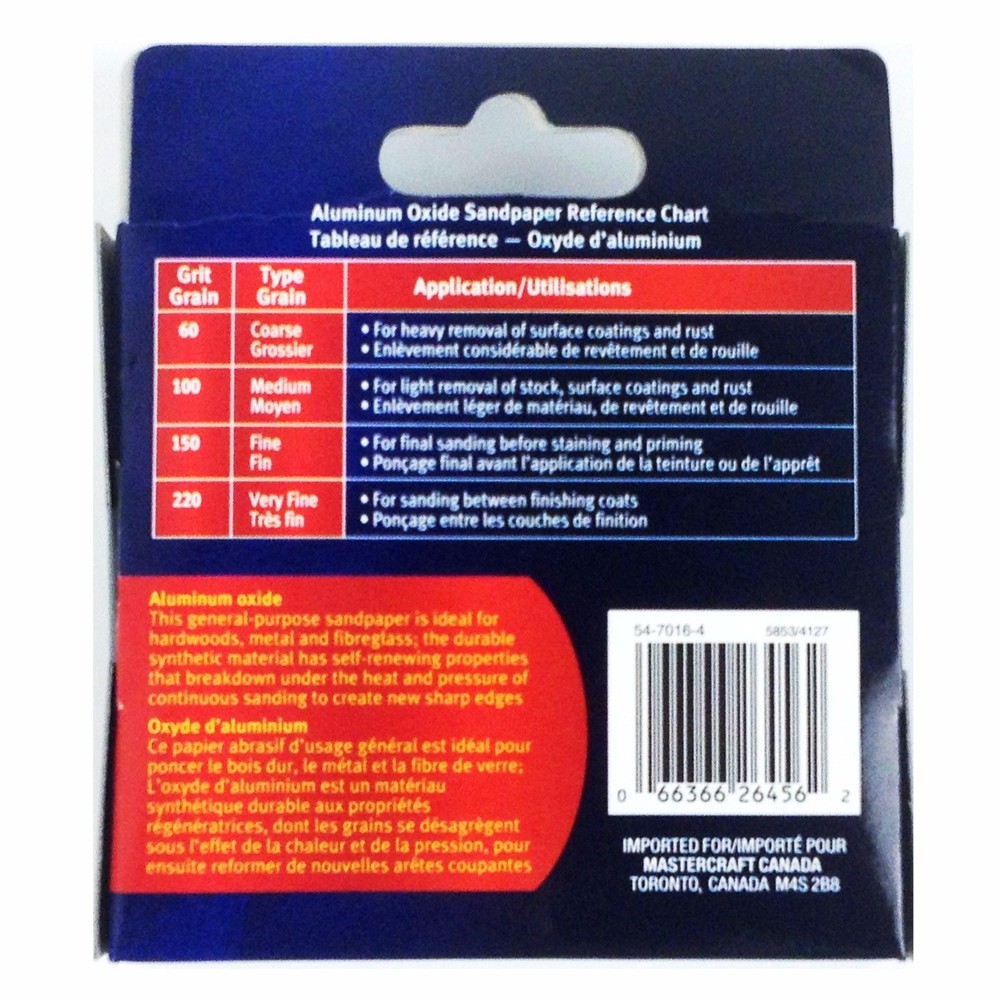 Aluminum Oxide Sandpaper Reference Chart
Tableau de référence — Oxyde d'aluminium
Grit Type Application/Utilisations
Grain Grain
60 Coarse • For heavy removal of surface coatings and rust
Grossier • Enlèvement considérable de revêtement et de rouille
100 Medium • For light removal of stock, surface coatings and rust
Moyen • Enlèvement léger de matériau, de revêtement et de rouille
150 Fine • For final sanding before staining and priming
Fin • Ponçage final avant l'application de la teinture ou de l'apprêt
220 Very Fine • For sanding between finishing coats
Très fin • Ponçage entre les couches de finition
Aluminum oxide
This general-purpose sandpaper is ideal for
hardwoods, metal and fibreglass; the durable
synthetic material has self-renewing properties
that breakdown under the heat and pressure of
continuous sanding to create new sharp edges
Oxyde d'aluminium
Ce papier abrasif d'usage général est idéal pour
poncer le bois dur, le métal et la fibre de verre;
L'oxyde d'aluminium est un matériau
synthétique durable aux propriétés
régénératrices, dont les grains se désagrègent
sous l'effet de la chaleur et de la pression, pour
ensuite reformer de nouvelles arêtes coupantes
54-7016-4 5853/4127
0 66366 26456 2
IMPORTED FOR/IMPORTÉ POUR
MASTERCRAFT CANADA
TORONTO, CANADA M4S 2B8